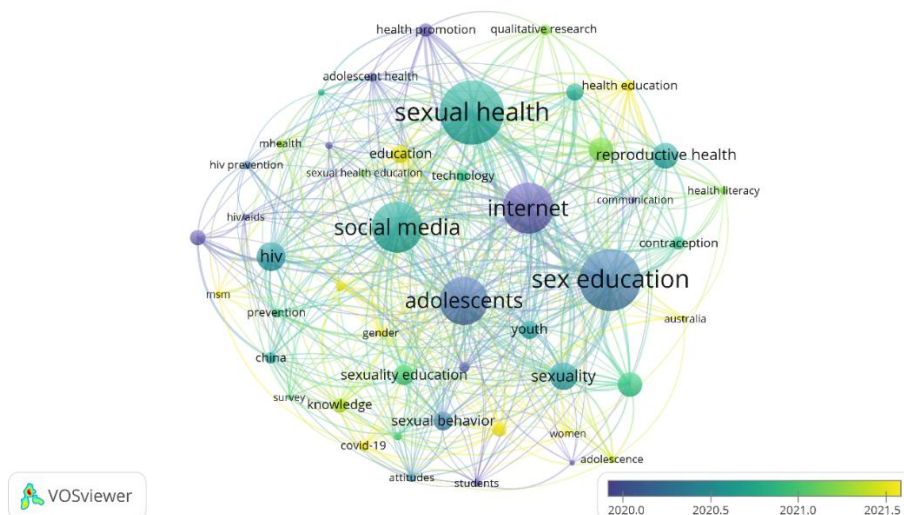 health promotion
qualitative research
adolescent health
health education
sexual health
mhealth
education
reproductive health
hiv prevention
sexual health education
technology
health literacy
internet
communication
hiv/aids
social media
contraception
hiv
sex education
msm
adolescents
prevention
gender
youth
australia
china
sexuality education
sexuality
survey
knowledge
sexual behavior
covid-19
women
adolescence
attitudes
students
VOSviewer
2020.0 2020.5 2021.0 2021.5